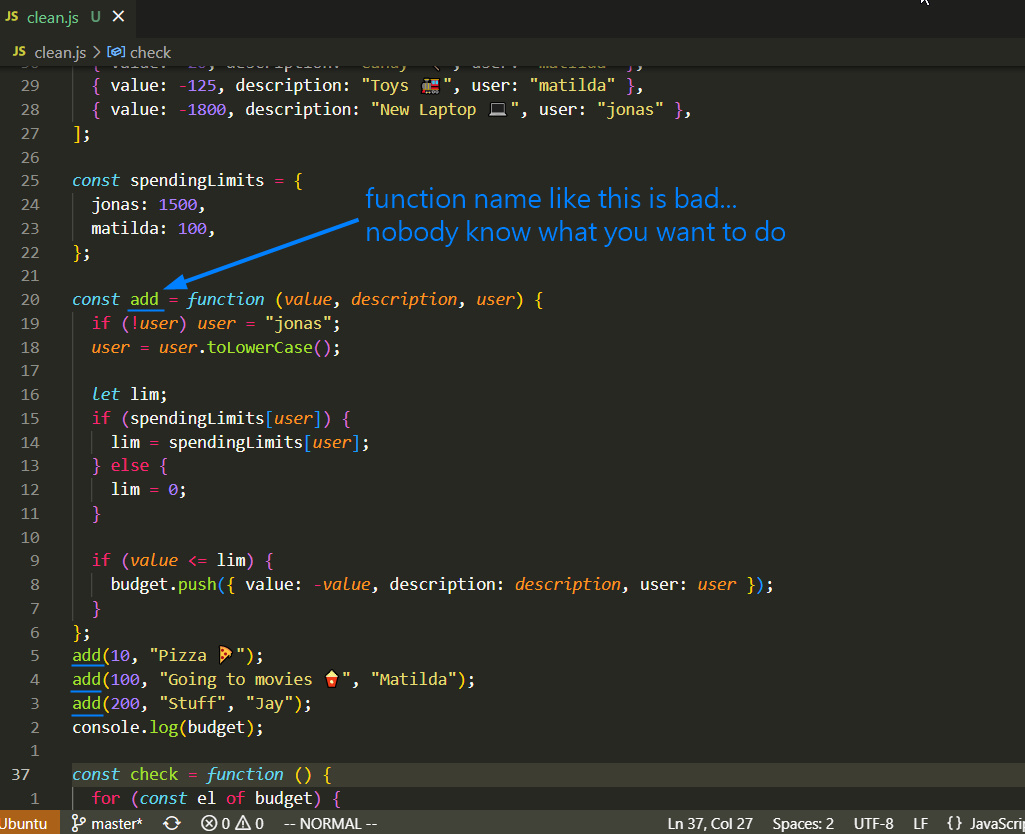 JS clean.js U ✕
JS clean.js > check
29 { value: -125, description: "Toys 🚂", user: "matilda" },
28 { value: -1800, description: "New Laptop 💻", user: "jonas" },
27 ];
26
25 const spendingLimits = {
24 jonas: 1500,
23 matilda: 100,
22 };
function name like this is bad...
nobody know what you want to do
21
20 const add = function (value, description, user) {
19 if (!user) user = "jonas";
18 user = user.toLowerCase();
17
16 let lim;
15 if (spendingLimits[user]) {
14 lim = spendingLimits[user];
13 } else {
12 lim = 0;
11 }
10
9 if (value <= lim) {
8 budget.push({ value: -value, description: description, user: user });
7 }
6 };
5 add(10, "Pizza 🍕");
4 add(100, "Going to movies 🍿", "Matilda");
3 add(200, "Stuff", "Jay");
2 console.log(budget);
1
37 const check = function () {
1 for (const el of budget) {
Ubuntu master* 0 0 -- NORMAL -- Ln 37, Col 27 Spaces: 2 UTF-8 LF {} JavaScrip